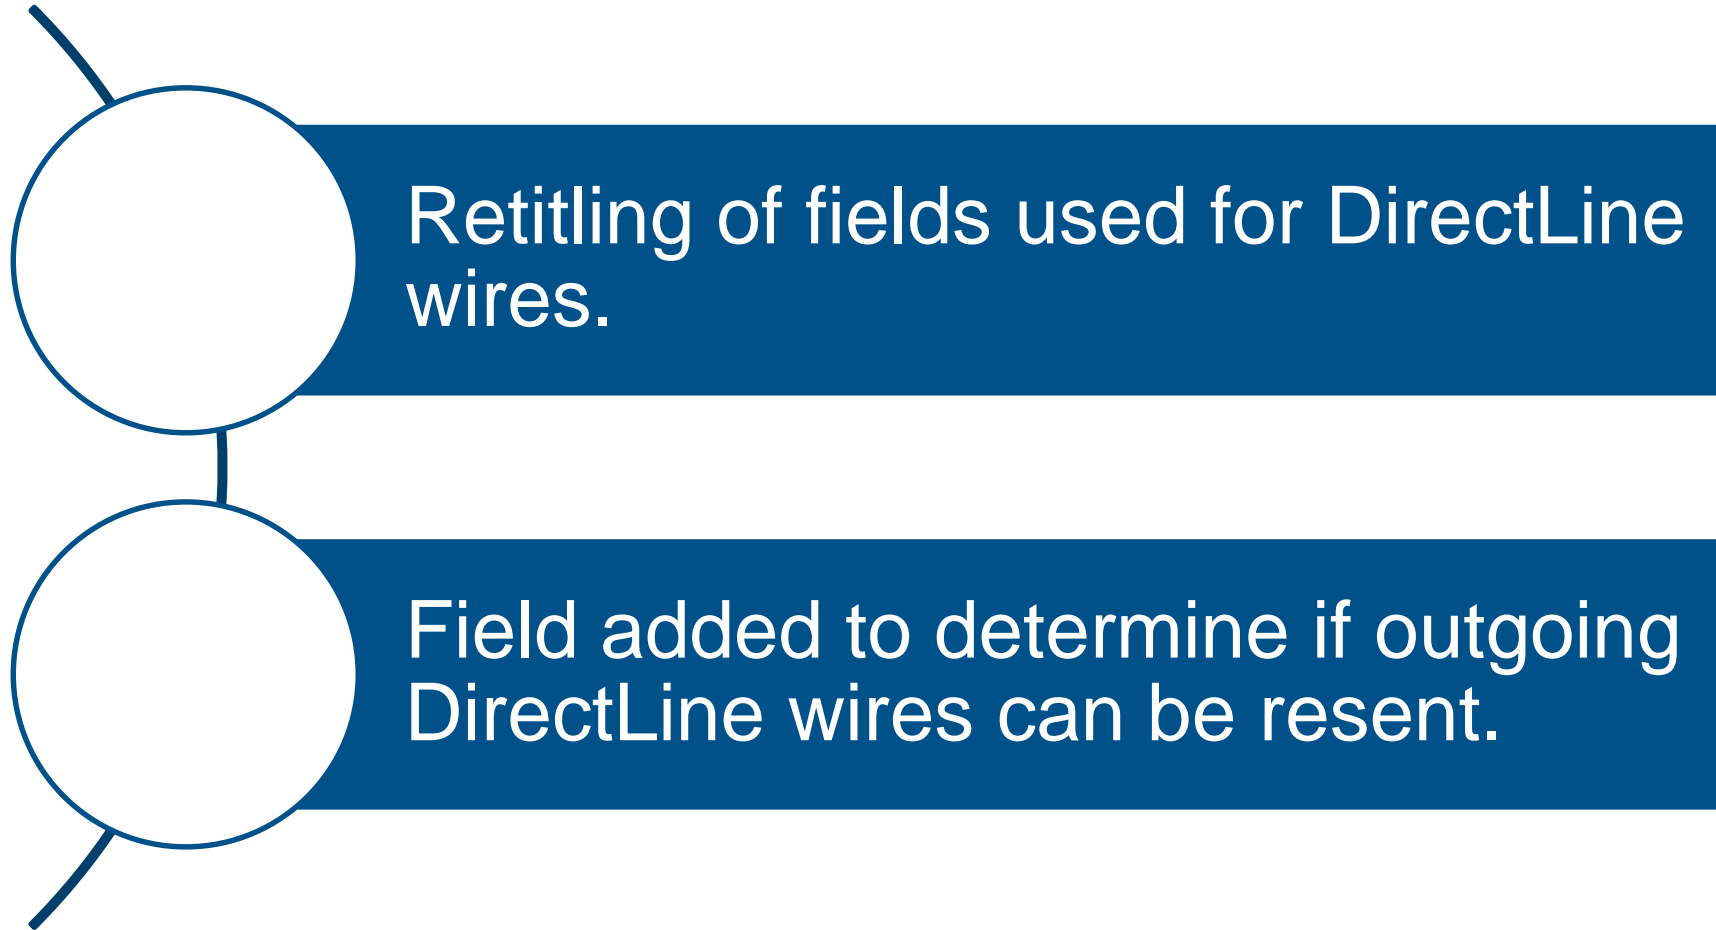 Retitling of fields used for DirectLine
wires.
Field added to determine if outgoing
DirectLine wires can be resent.